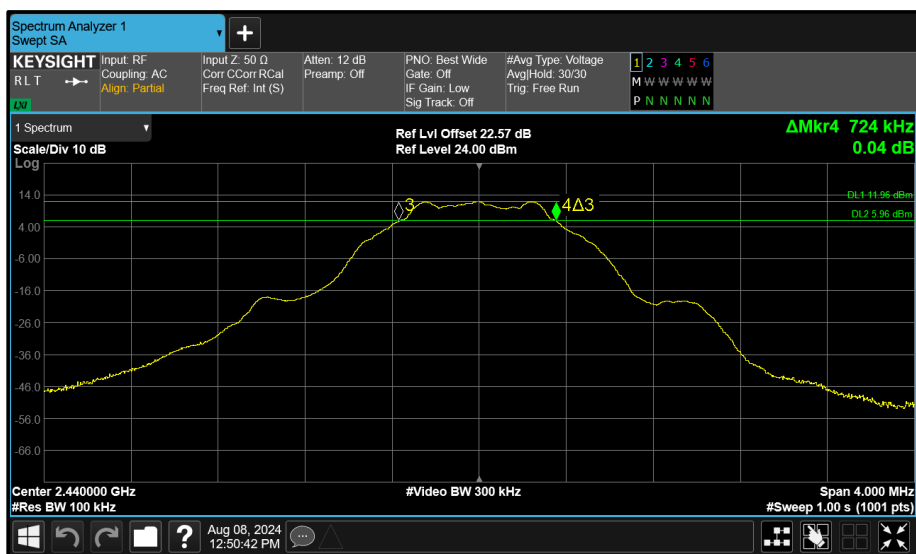 Spectrum Analyzer 1
Swept SA
KEYSIGHT
R L T
LXI
Input: RF
Coupling: AC
Align: Partial
Input Z: 50 Ω
Corr CCorr RCal
Freq Ref: Int (S)
Atten: 12 dB
Preamp: Off
PNO: Best Wide
Gate: Off
IF Gain: Low
Sig Track: Off
#Avg Type: Voltage
Avg|Hold: 30/30
Trig: Free Run
1 2 3 4 5 6
M W W W W W
P N N N N N
1 Spectrum
Scale/Div 10 dB
Log
Ref Lvl Offset 22.57 dB
Ref Level 24.00 dBm
ΔMkr4 724 kHz
0.04 dB
14.0
4.00
-6.00
-16.0
-26.0
-36.0
-46.0
-56.0
-66.0
3
4Δ3
DL1 11.96 dBm
DL2 5.96 dBm
Center 2.440000 GHz
#Res BW 100 kHz
#Video BW 300 kHz
Span 4.000 MHz
#Sweep 1.00 s (1001 pts)
?
Aug 08, 2024
12:50:42 PM